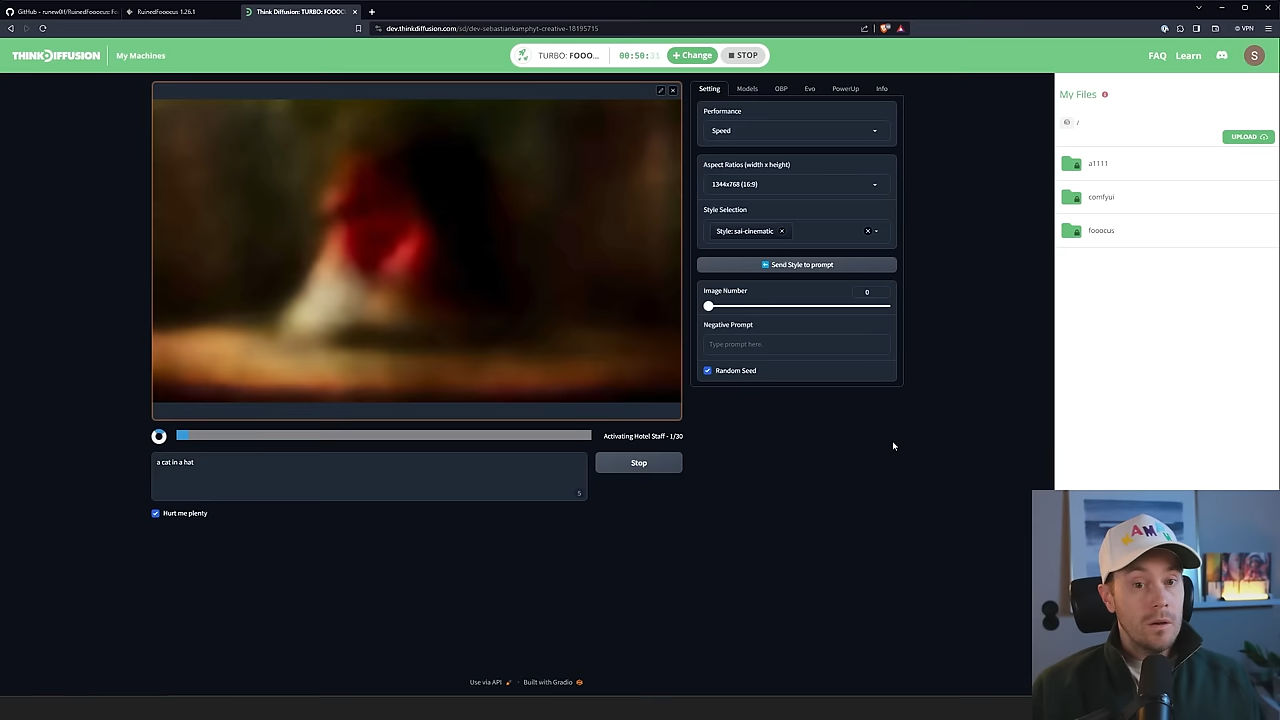 GitHub - runew0lf/RuinedFooocus: Fo
RuinedFooocus 1.26.1
Think Diffusion: TURBO: FOOOC
dev.thinkdiffusion.com/sd/dev-sebastiankamphyt-creative-18195715
VPN
THINKDIFFUSION
My Machines
TURBO: FOOO...
00:50:31
+ Change
STOP
FAQ
Learn
S
Setting
Models
OBP
Evo
PowerUp
Info
Performance
Speed
Aspect Ratios (width x height)
1344x768 (16:9)
Style Selection
Style: sai-cinematic
Send Style to prompt
Image Number
0
Negative Prompt
Type prompt here.
Random Seed
Activating Hotel Staff - 1/30
a cat in a hat
5
Stop
Hurt me plenty
My Files
/
UPLOAD
a1111
comfyui
fooocus
Use via API
Built with Gradio